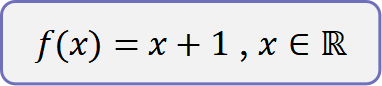 f(x) = x + 1 , x ∈ ℝ